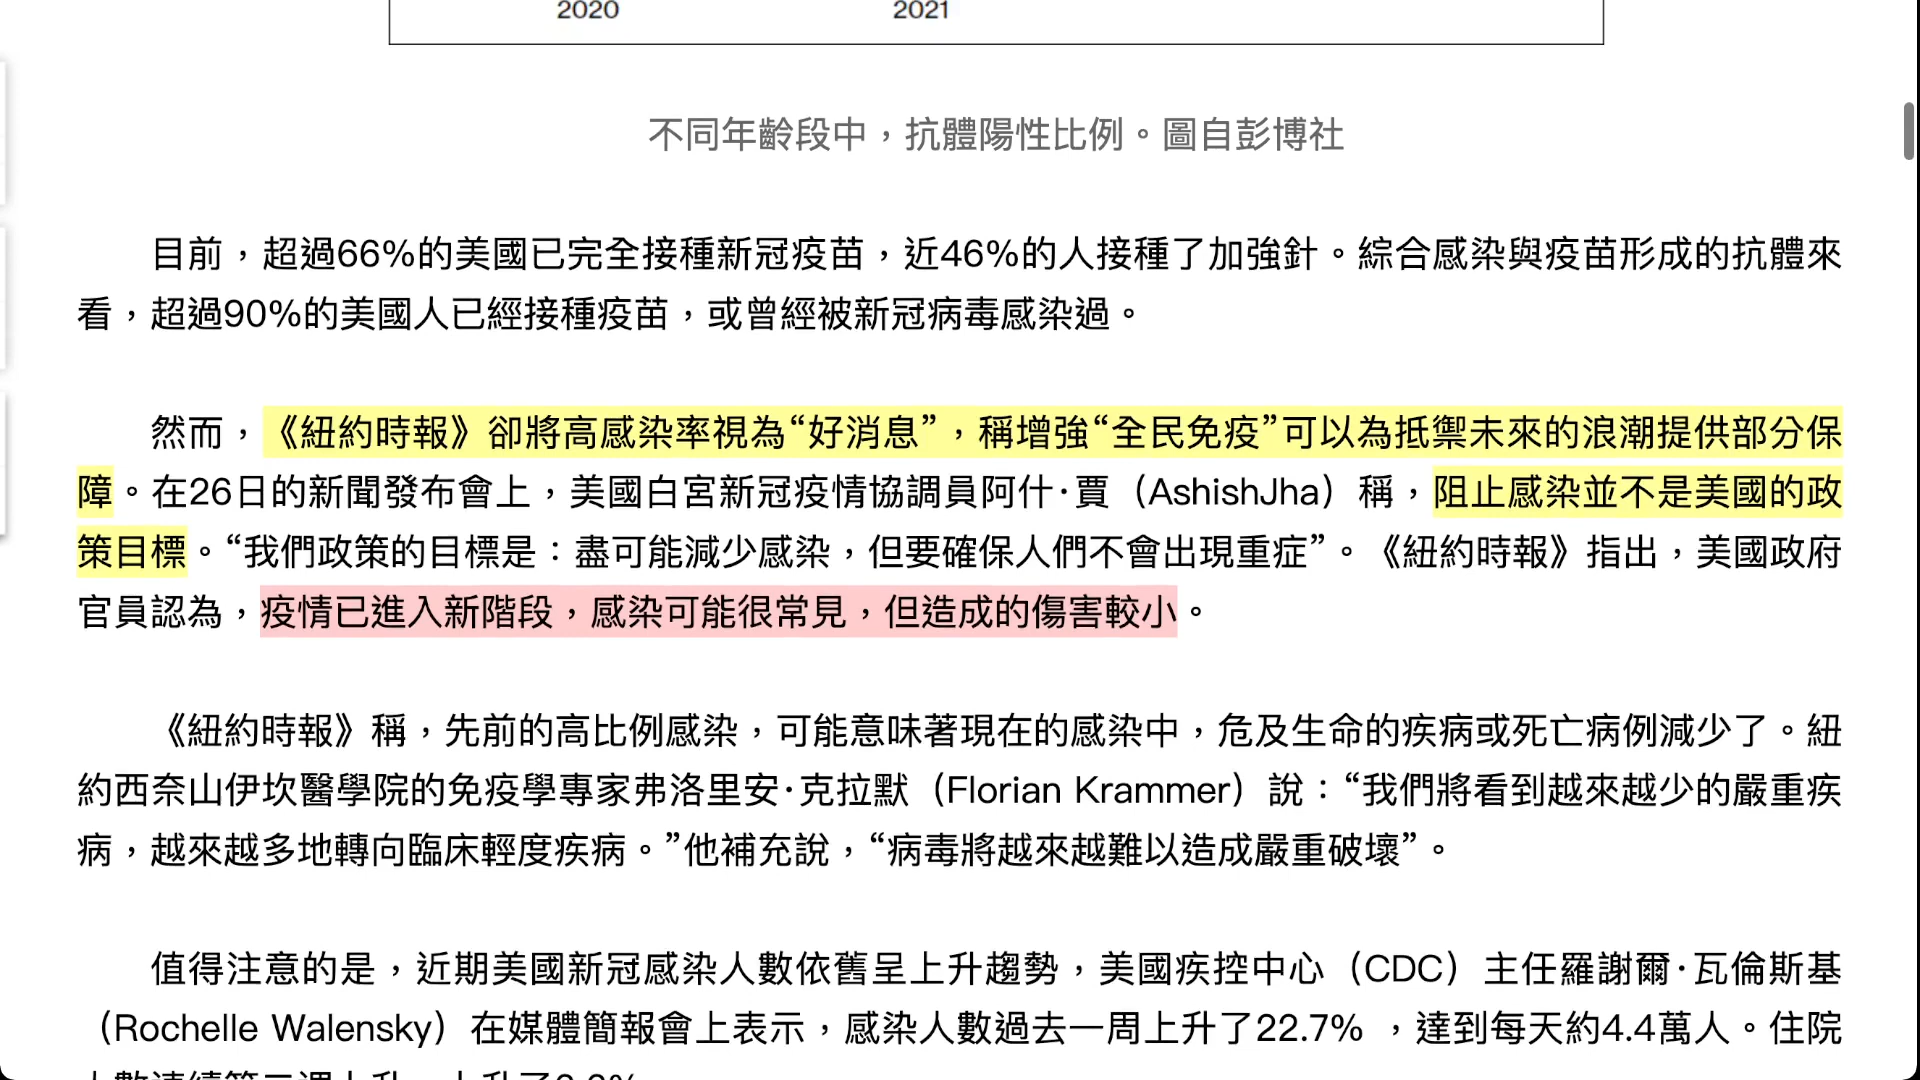 2020 2021
不同年齡段中，抗體陽性比例。圖自彭博社
目前，超過66%的美國已完全接種新冠疫苗，近46%的人接種了加強針。綜合感染與疫苗形成的抗體來
看，超過90%的美國人已經接種疫苗，或曾經被新冠病毒感染過。
然而，《紐約時報》卻將高感染率視為“好消息”，稱增強“全民免疫”可以為抵禦未來的浪潮提供部分保
障。在26日的新聞發布會上，美國白宮新冠疫情協調員阿什·賈（AshishJha）稱，阻止感染並不是美國的政
策目標。“我們政策的目標是：盡可能減少感染，但要確保人們不會出現重症”。《紐約時報》指出，美國政府
官員認為，疫情已進入新階段，感染可能很常見，但造成的傷害較小。
《紐約時報》稱，先前的高比例感染，可能意味著現在的感染中，危及生命的疾病或死亡病例減少了。紐
約西奈山伊坎醫學院的免疫學專家弗洛里安·克拉默（Florian Krammer）說：“我們將看到越來越少的嚴重疾
病，越來越多地轉向臨床輕度疾病。”他補充說，“病毒將越來越難以造成嚴重破壞”。
值得注意的是，近期美國新冠感染人數依舊呈上升趨勢，美國疾控中心（CDC）主任羅謝爾·瓦倫斯基
（Rochelle Walensky）在媒體簡報會上表示，感染人數過去一周上升了22.7% ，達到每天約4.4萬人。住院